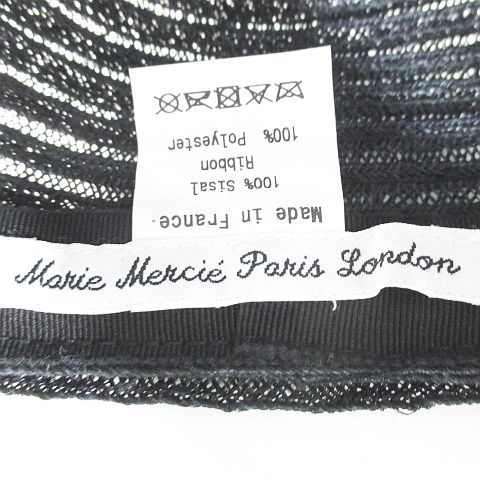 Made in France.
100% Sisal
Ribbon
100% Polyester
Marie Mercié Paris London